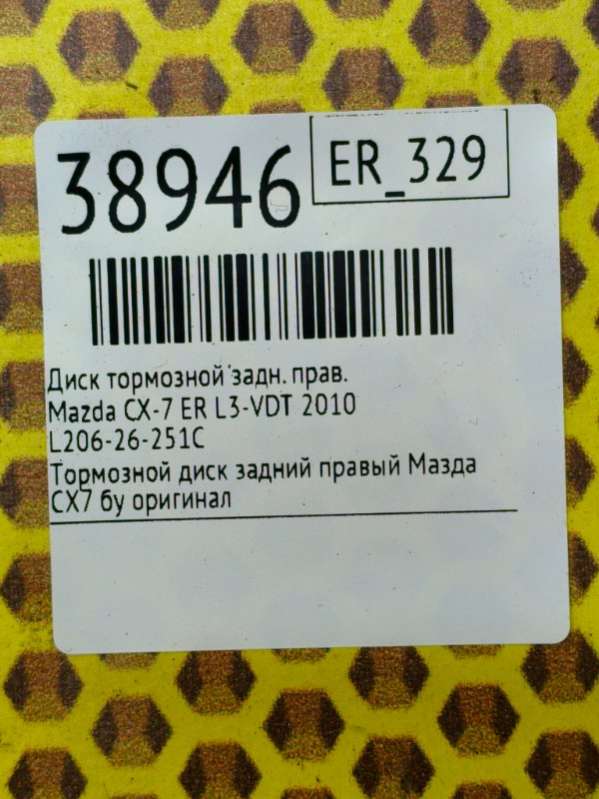 38946
ER_329
Диск тормозной задн. прав.
Mazda CX-7 ER L3-VDT 2010
L206-26-251C
Тормозной диск задний правый Мазда
СХ7 бу оригинал